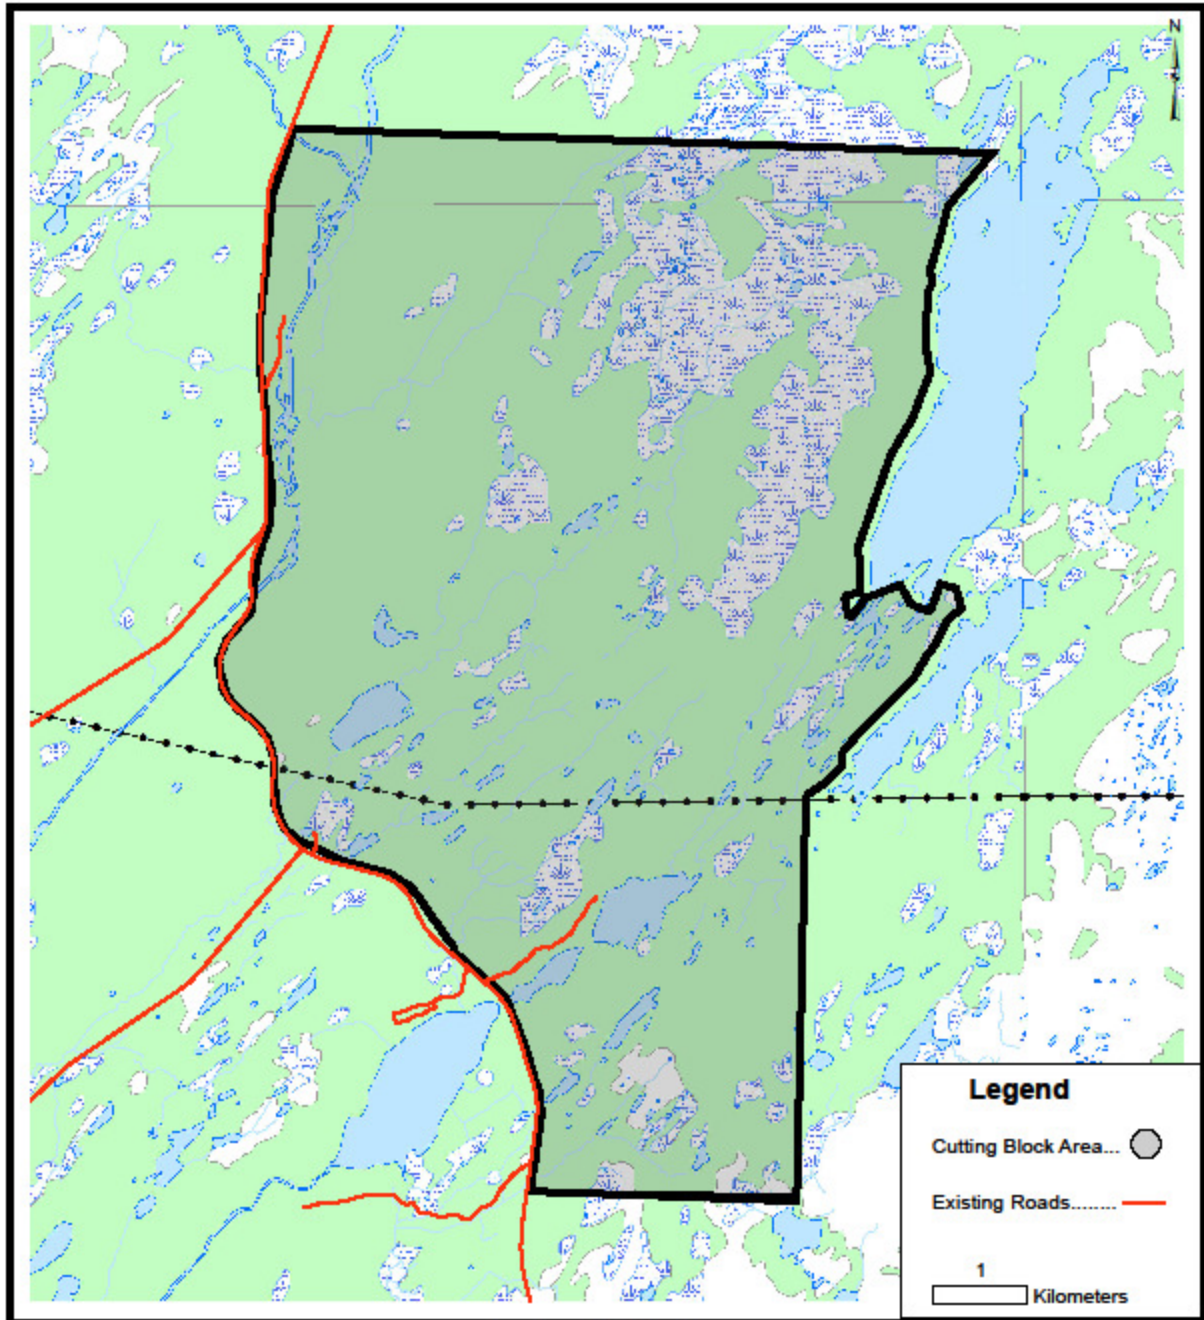 N
Legend
Cutting Block Area...
Existing Roads........
1
Kilometers